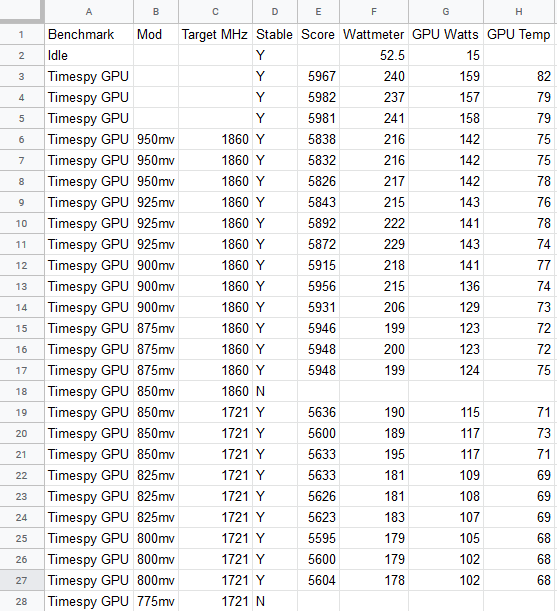 A B C D E F G H
1 Benchmark Mod Target MHz Stable Score Wattmeter GPU Watts GPU Temp
2 Idle Y 52.5 15
3 Timespy GPU Y 5967 240 159 82
4 Timespy GPU Y 5982 237 157 79
5 Timespy GPU Y 5981 241 158 79
6 Timespy GPU 950mv 1860 Y 5838 216 142 75
7 Timespy GPU 950mv 1860 Y 5832 216 142 75
8 Timespy GPU 950mv 1860 Y 5826 217 142 78
9 Timespy GPU 925mv 1860 Y 5843 215 143 76
10 Timespy GPU 925mv 1860 Y 5892 222 141 78
11 Timespy GPU 925mv 1860 Y 5872 229 143 74
12 Timespy GPU 900mv 1860 Y 5915 218 141 77
13 Timespy GPU 900mv 1860 Y 5956 215 136 74
14 Timespy GPU 900mv 1860 Y 5931 206 129 73
15 Timespy GPU 875mv 1860 Y 5946 199 123 72
16 Timespy GPU 875mv 1860 Y 5948 200 123 72
17 Timespy GPU 875mv 1860 Y 5948 199 124 75
18 Timespy GPU 850mv 1860 N
19 Timespy GPU 850mv 1721 Y 5636 190 115 71
20 Timespy GPU 850mv 1721 Y 5600 189 117 73
21 Timespy GPU 850mv 1721 Y 5633 195 117 71
22 Timespy GPU 825mv 1721 Y 5633 181 109 69
23 Timespy GPU 825mv 1721 Y 5626 181 108 69
24 Timespy GPU 825mv 1721 Y 5623 183 107 69
25 Timespy GPU 800mv 1721 Y 5595 179 105 68
26 Timespy GPU 800mv 1721 Y 5600 179 102 68
27 Timespy GPU 800mv 1721 Y 5604 178 102 68
28 Timespy GPU 775mv 1721 N